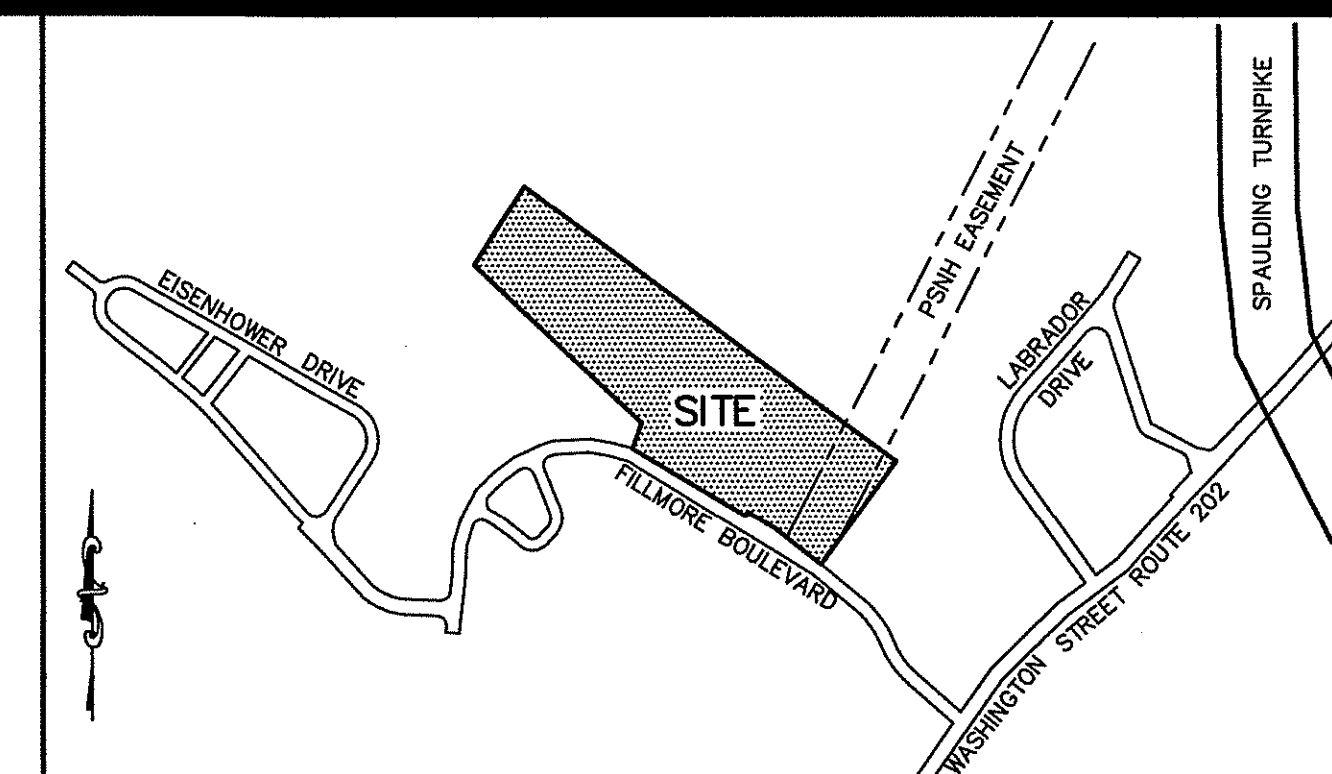 SPAULDING TURNPIKE
PSNH EASEMENT
EISENHOWER DRIVE
LABRADOR
DRIVE
SITE
FILLMORE BOULEVARD
WASHINGTON STREET ROUTE 202